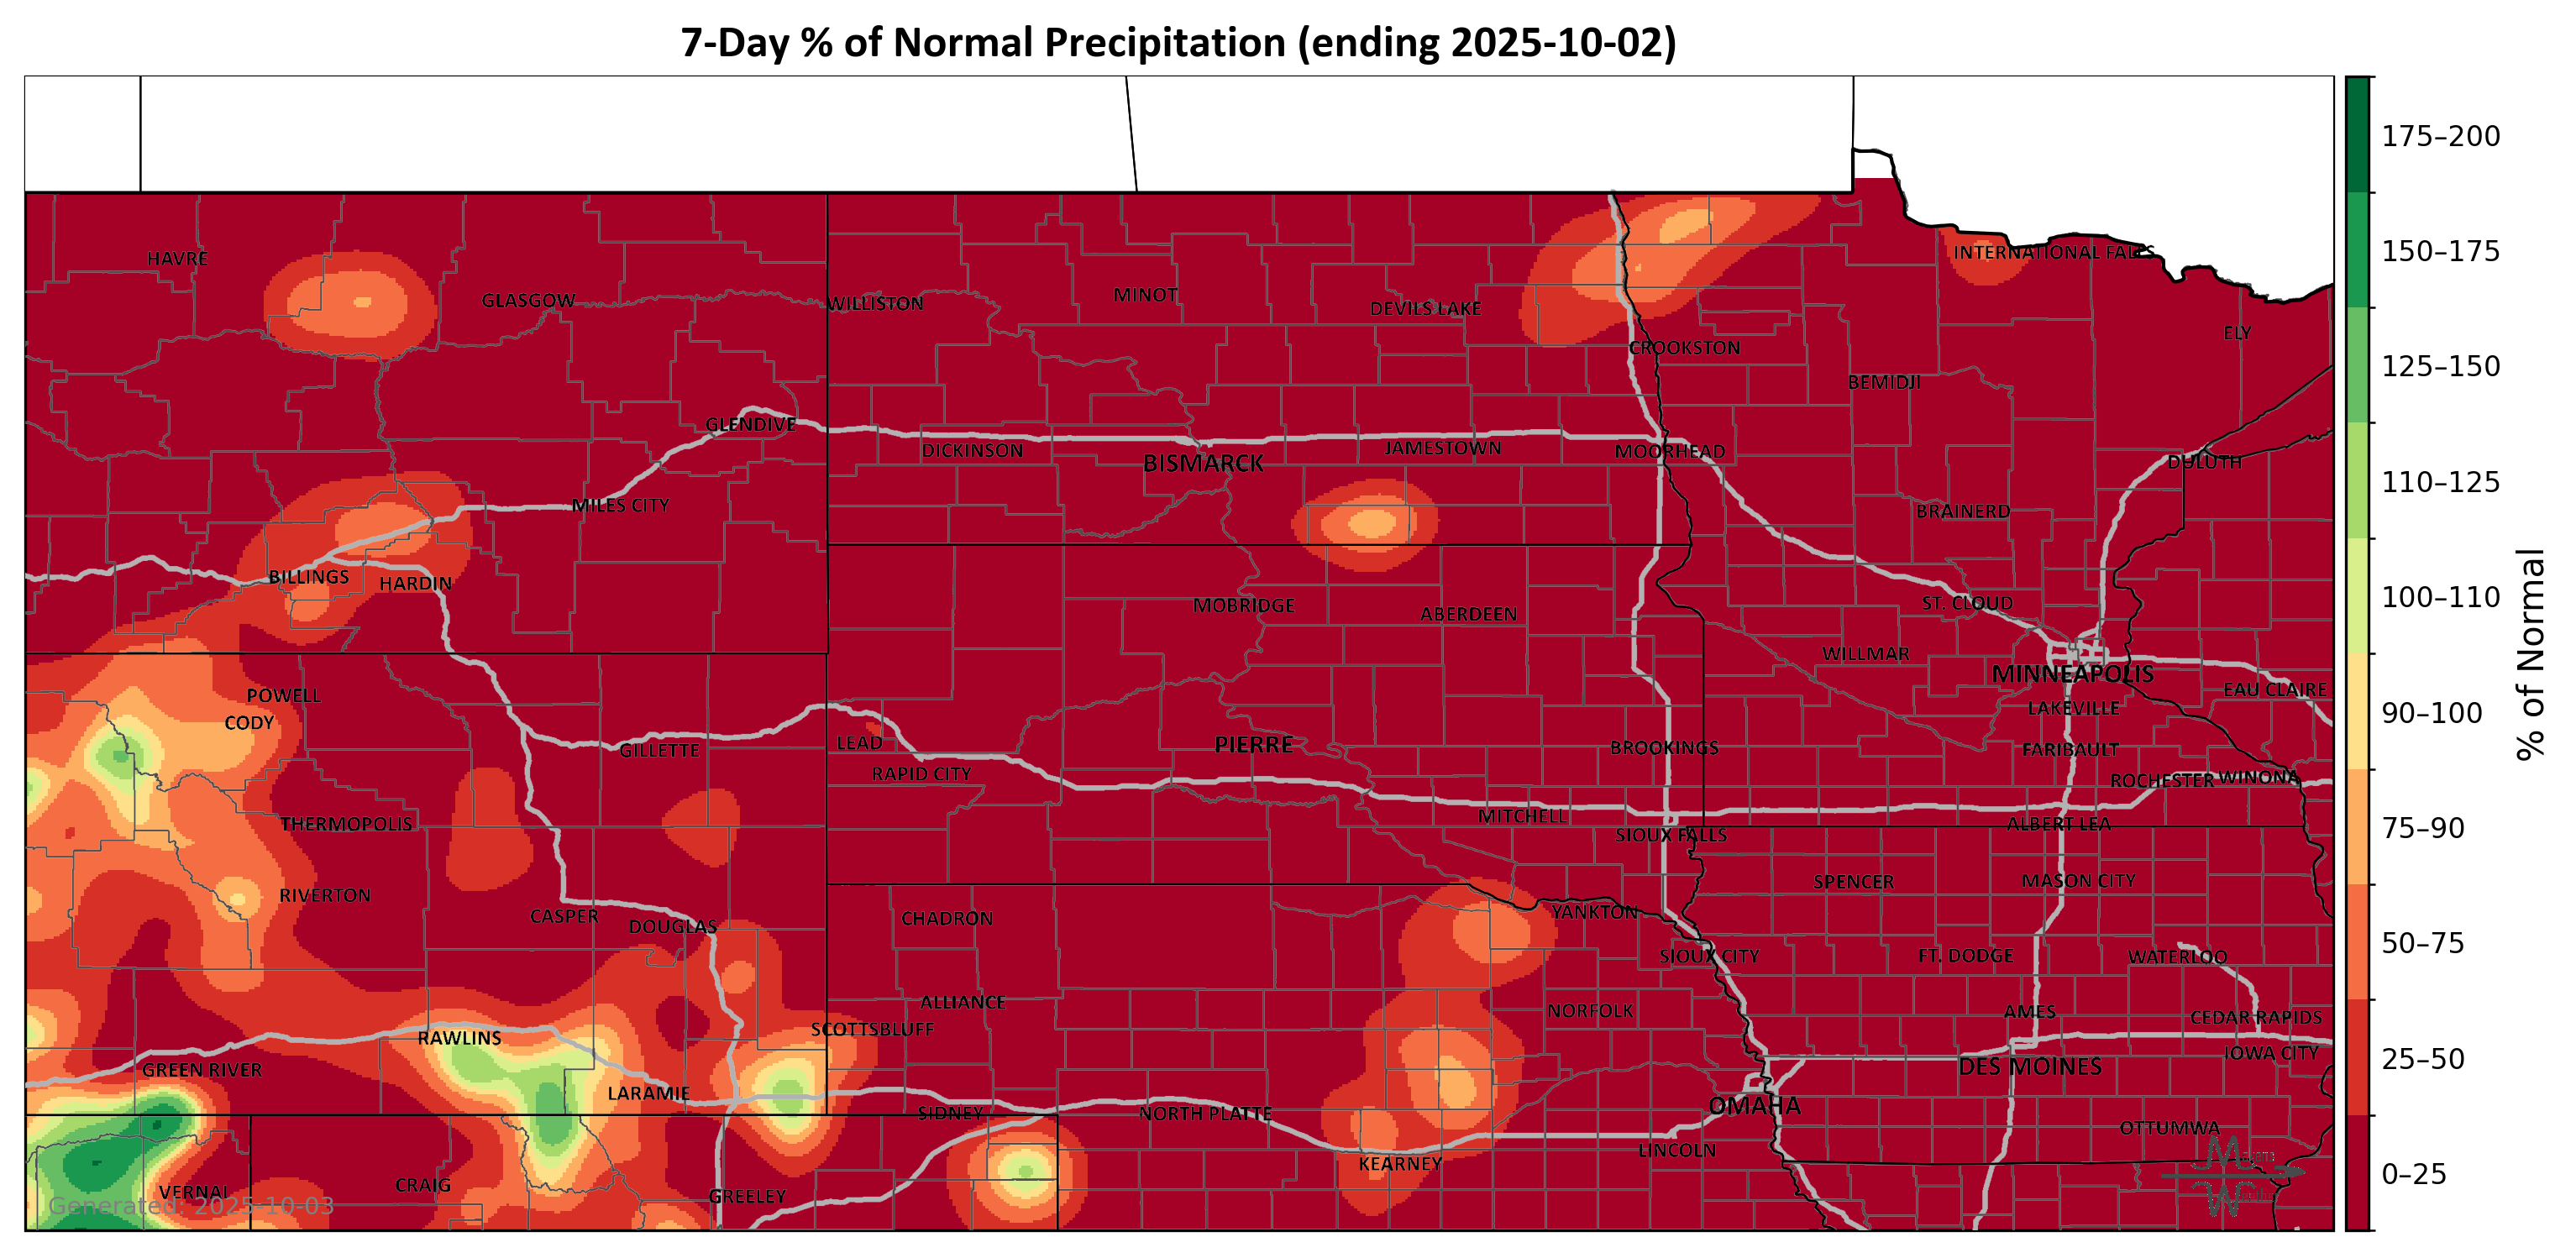 7-Day % of Normal Precipitation (ending 2025-10-02)
175–200
INTERNATIONAL FALLS
150–175
HAVRE
GLASGOW
WILLISTON
MINOT
DEVILS LAKE
ELY
CROOKSTON
125–150
BEMIDJI
GLENDIVE
DICKINSON
BISMARCK
JAMESTOWN
MOORHEAD
DULUTH
110–125
MILES CITY
BRAINERD
BILLINGS
HARDIN
MOBRIDGE
ABERDEEN
ST. CLOUD
100–110
WILLMAR
MINNEAPOLIS
EAU CLAIRE
% of Normal
POWELL
CODY
LAKEVILLE
90–100
GILLETTE
LEAD
PIERRE
BROOKINGS
FARIBAULT
RAPID CITY
ROCHESTER
WINONA
THERMOPOLIS
MITCHELL
SIOUX FALLS
ALBERT LEA
75–90
RIVERTON
SPENCER
MASON CITY
CASPER
DOUGLAS
CHADRON
YANKTON
50–75
SIOUX CITY
FT. DODGE
WATERLOO
ALLIANCE
NORFOLK
AMES
CEDAR RAPIDS
RAWLINS
SCOTTSBLUFF
IOWA CITY
25–50
GREEN RIVER
LARAMIE
DES MOINES
SIDNEY
NORTH PLATTE
OMAHA
OTTUMWA
LINCOLN
KEARNEY
0–25
VERNAL
CRAIG
GREELEY
Generated: 2025-10-03